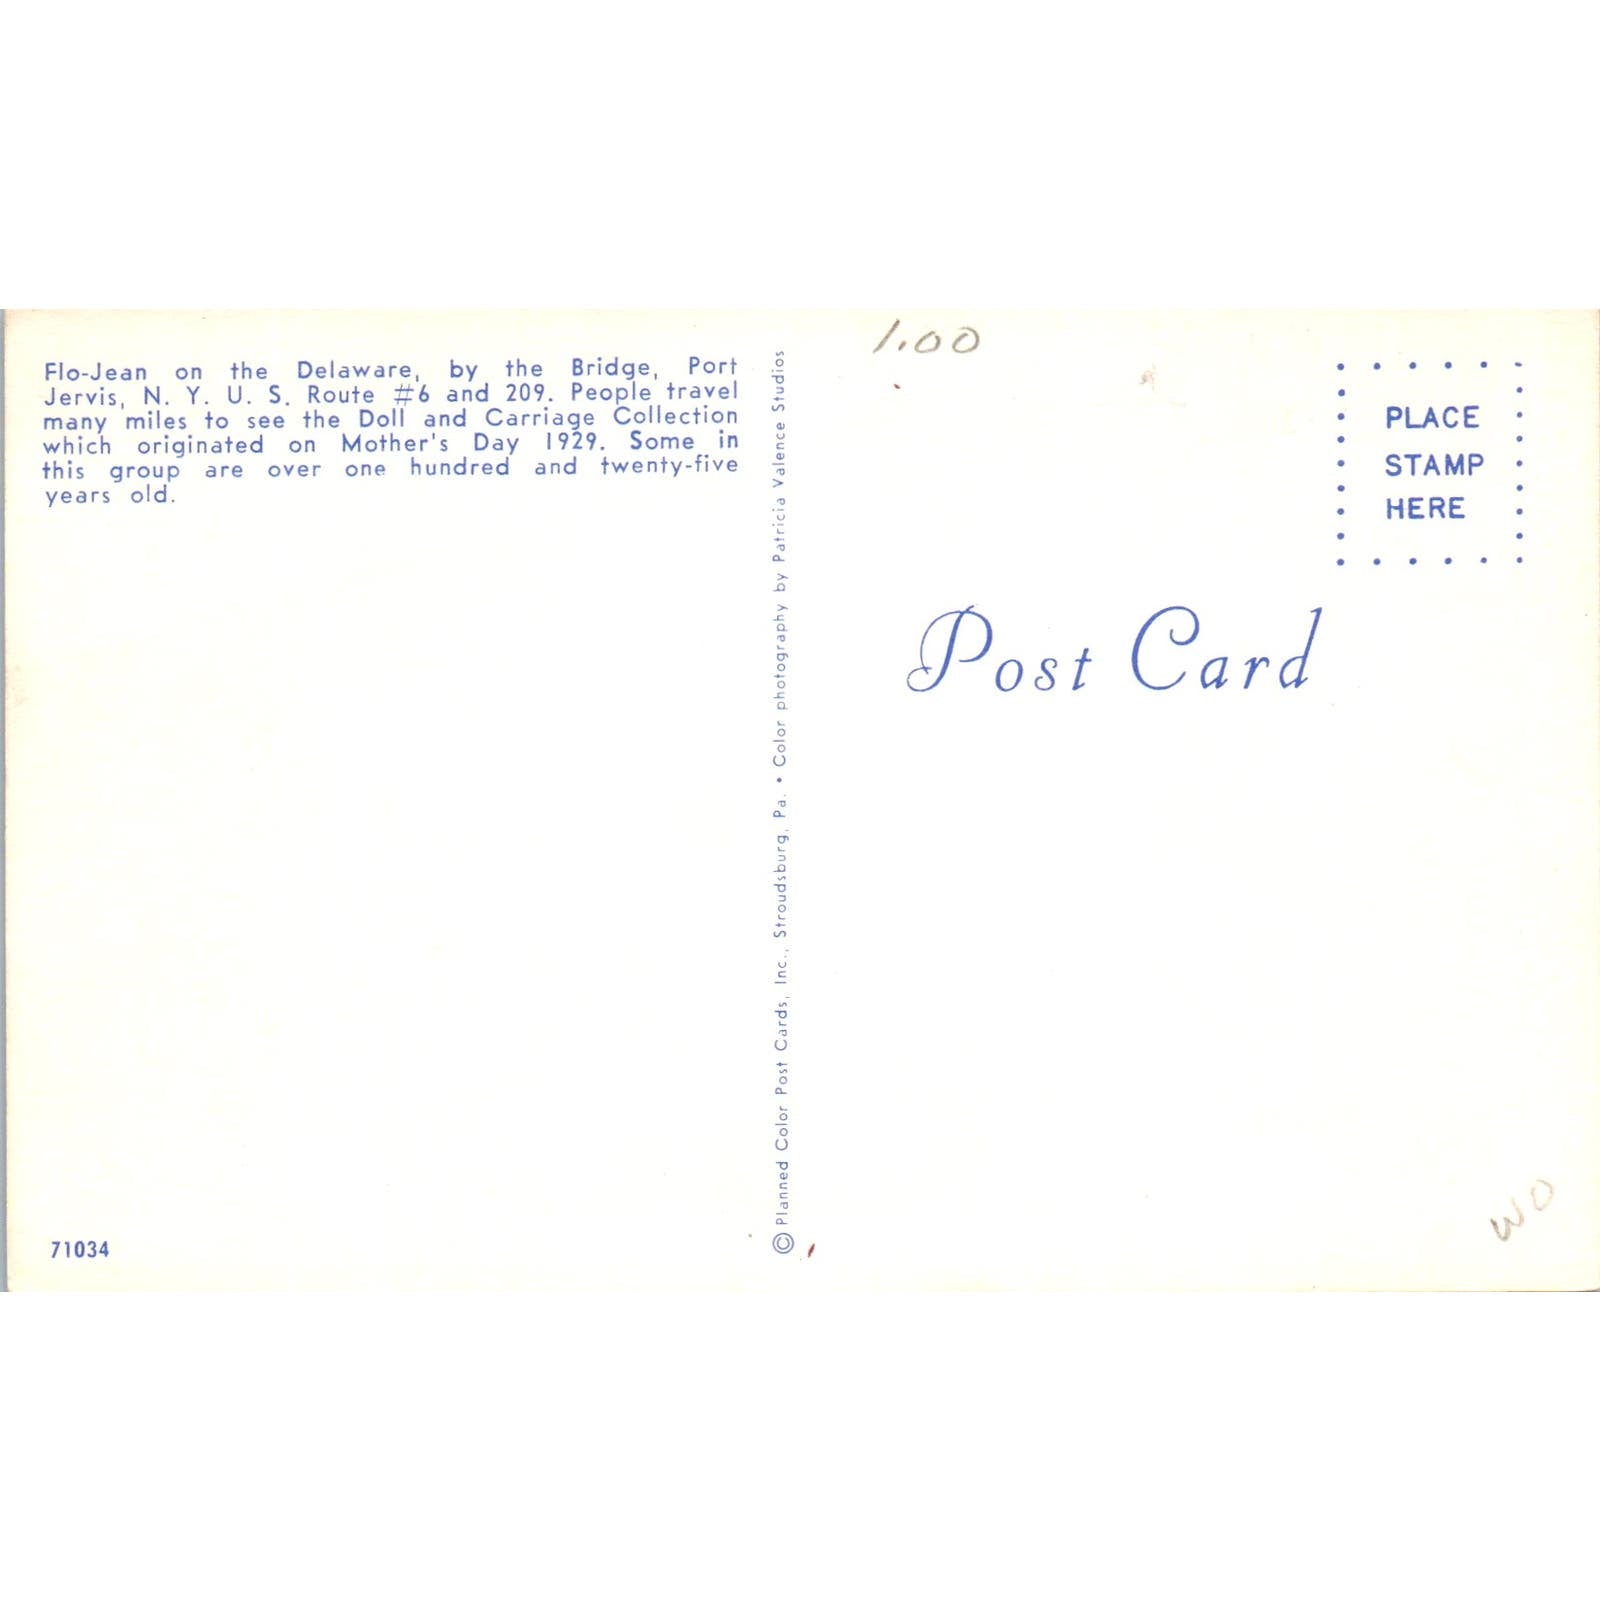 Flo-Jean on the Delaware, by the Bridge, Port
Jervis, N. Y. U. S. Route #6 and 209. People travel
many miles to see the Doll and Carriage Collection
which originated on Mother's Day 1929. Some in
this group are over one hundred and twenty-five
years old.
71034
© Planned Color Post Cards, Inc., Stroudsburg, Pa. • Color photography by Patricia Valence Studios
1.00
PLACE
STAMP
HERE
Post Card
WO